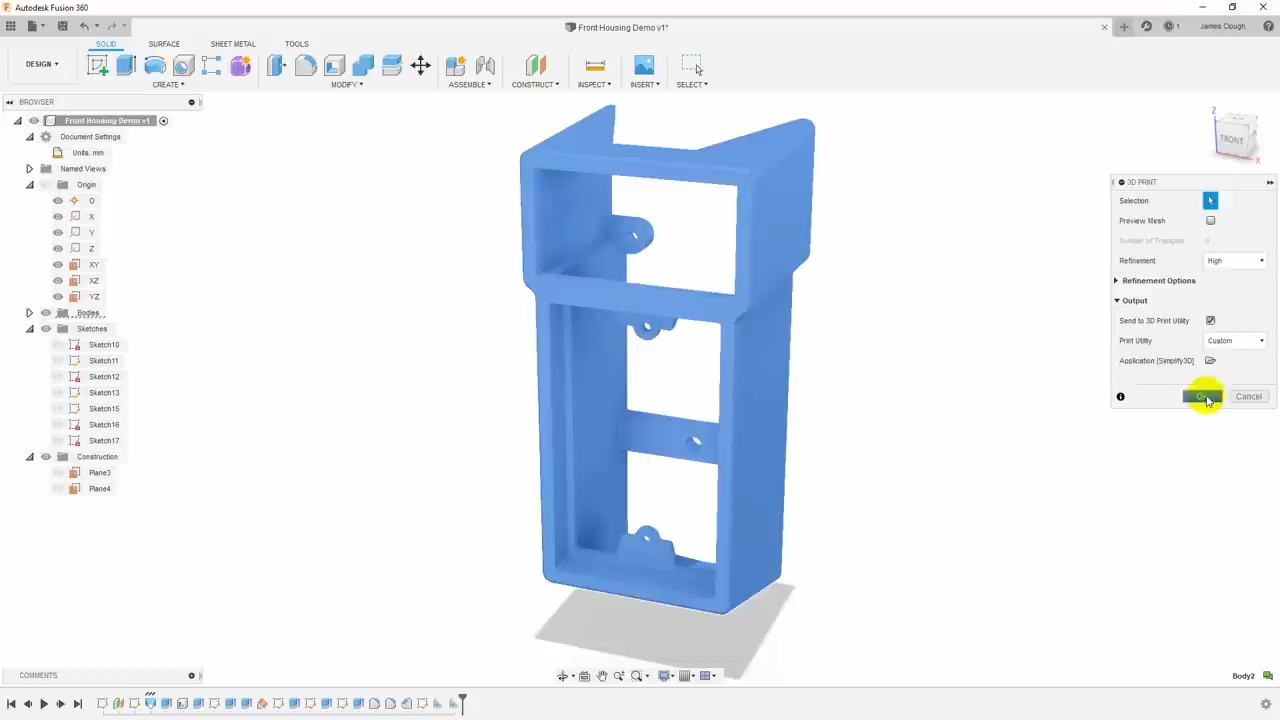 Autodesk Fusion 360
Front Housing Demo v1*
1
James Clough
DESIGN
SOLID
SURFACE
SHEET METAL
TOOLS
CREATE
MODIFY
ASSEMBLE
CONSTRUCT
INSPECT
INSERT
SELECT
BROWSER
Front Housing Demo v1
Document Settings
Units: mm
Named Views
Origin
O
X
Y
Z
XY
XZ
YZ
Bodies
Sketches
Sketch10
Sketch11
Sketch12
Sketch13
Sketch15
Sketch16
Sketch17
Construction
Plane3
Plane4
Z
FRONT
X
3D PRINT
Selection
Preview Mesh
Number of Triangles 0
Refinement High
Refinement Options
Output
Send to 3D Print Utility
Print Utility Custom
Application [Simplify3D]
Cancel
COMMENTS
Body2